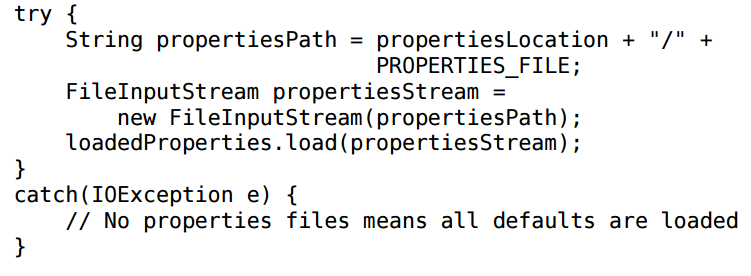 try {
    String propertiesPath = propertiesLocation + "/" +
                            PROPERTIES_FILE;
    FileInputStream propertiesStream =
        new FileInputStream(propertiesPath);
    loadedProperties.load(propertiesStream);
}
catch(IOException e) {
    // No properties files means all defaults are loaded
}